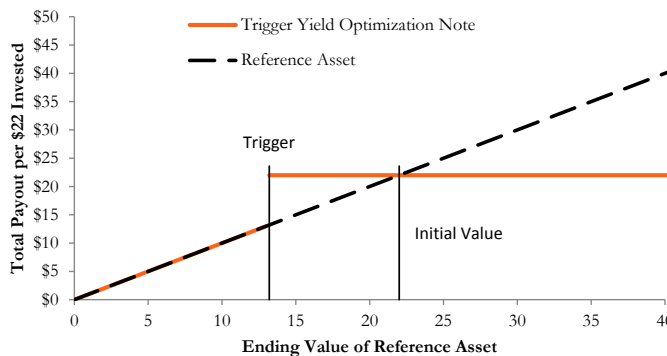 $50
$45
$40
$35
$30
$25
$20
$15
$10
$5
$0
Total Payout per $22 Invested
Trigger Yield Optimization Note
Reference Asset
Trigger
Initial Value
0 5 10 15 20 25 30 35 40
Ending Value of Reference Asset